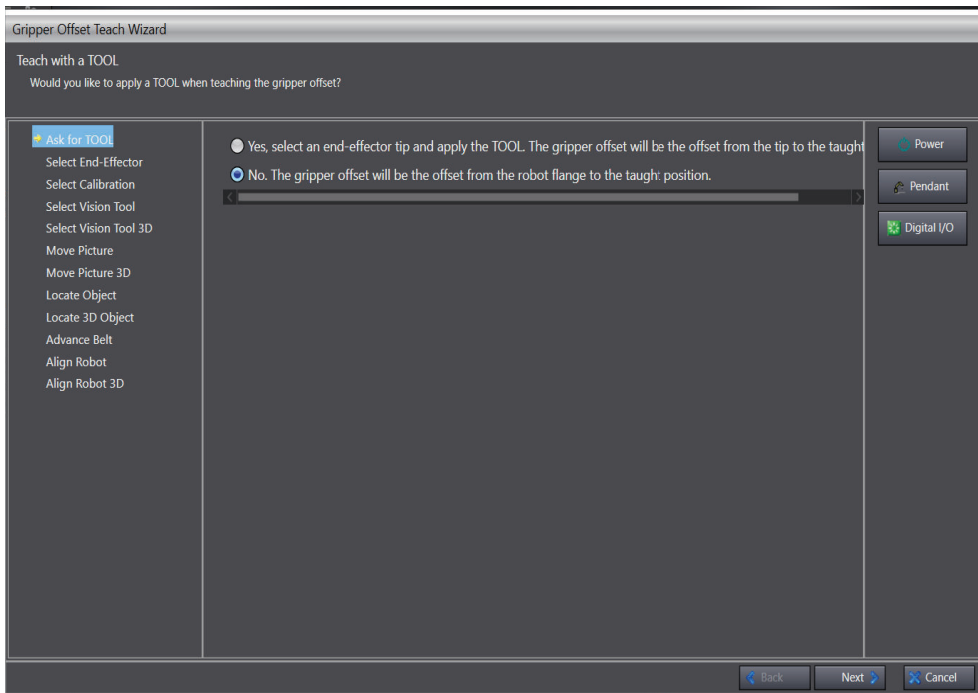 Gripper Offset Teach Wizard
Teach with a TOOL
Would you like to apply a TOOL when teaching the gripper offset?
Ask for TOOL
Select End-Effector
Select Calibration
Select Vision Tool
Select Vision Tool 3D
Move Picture
Move Picture 3D
Locate Object
Locate 3D Object
Advance Belt
Align Robot
Align Robot 3D
Yes, select an end-effector tip and apply the TOOL. The gripper offset will be the offset from the tip to the taught
No. The gripper offset will be the offset from the robot flange to the taught position.
Power
Pendant
Digital I/O
Back
Next
Cancel